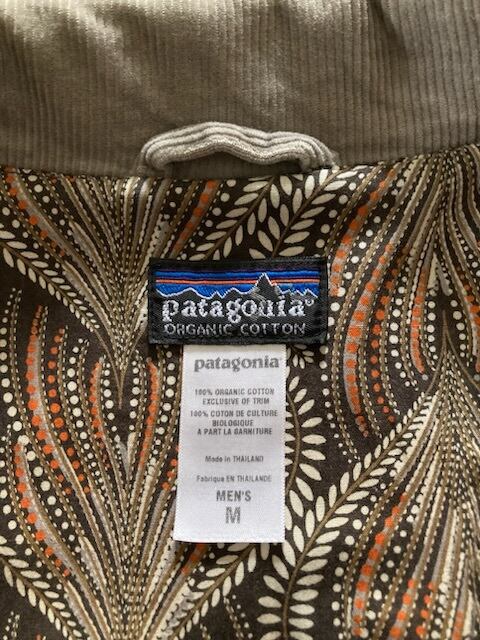 patagonia®
ORGANIC COTTON
patagonia®
100% ORGANIC COTTON
EXCLUSIVE OF TRIM
100% COTON DE CULTURE
BIOLOGIQUE
A PART LA GARNITURE
Made in THAILAND
Fabriqué EN THAILANDE
MEN'S
M